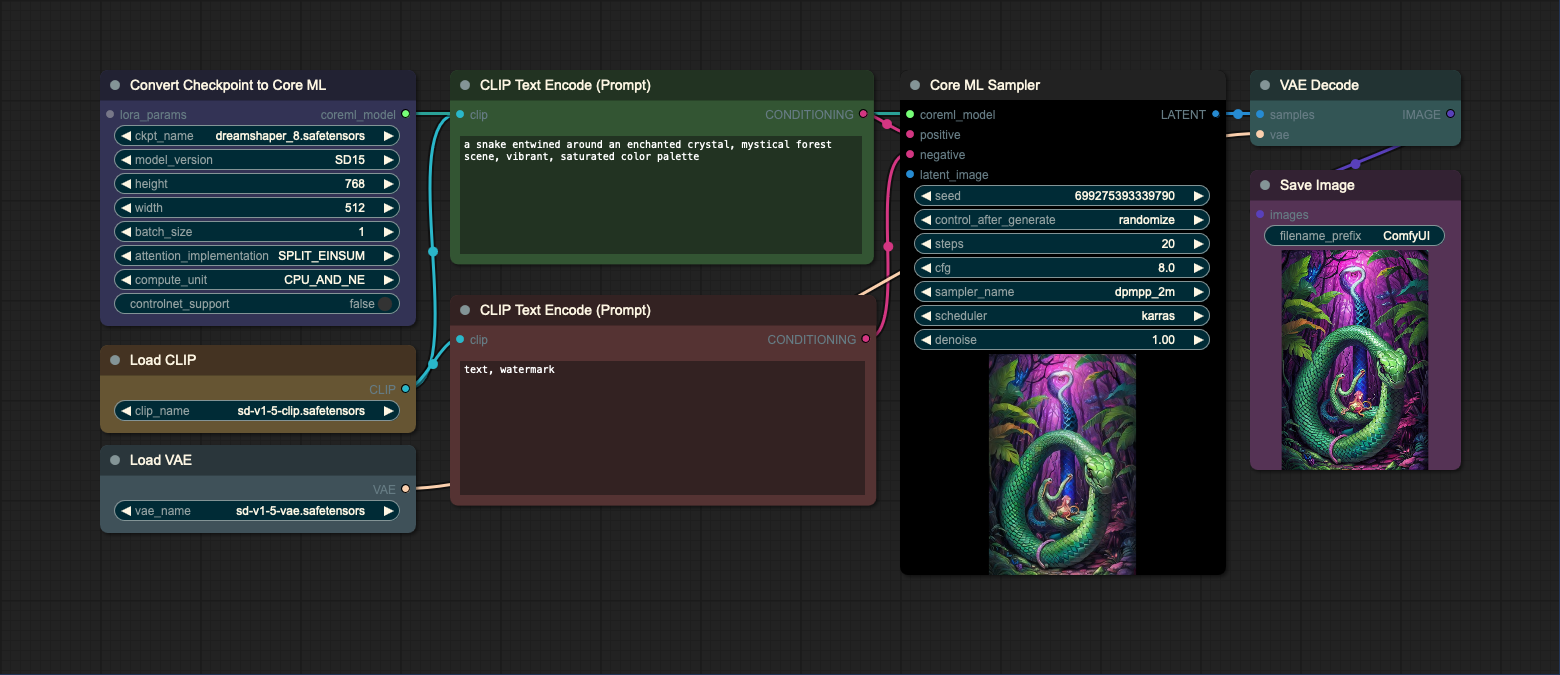 Convert Checkpoint to Core ML
lora_params coreml_model
ckpt_name dreamshaper_8.safetensors
model_version SD15
height 768
width 512
batch_size 1
attention_implementation SPLIT_EINSUM
compute_unit CPU_AND_NE
controlnet_support false
Load CLIP
CLIP
clip_name sd-v1-5-clip.safetensors
Load VAE
VAE
vae_name sd-v1-5-vae.safetensors
CLIP Text Encode (Prompt)
clip CONDITIONING
a snake entwined around an enchanted crystal, mystical forest
scene, vibrant, saturated color palette
CLIP Text Encode (Prompt)
clip CONDITIONING
text, watermark
Core ML Sampler
coreml_model LATENT
positive
negative
latent_image
seed 699275393339790
control_after_generate randomize
steps 20
cfg 8.0
sampler_name dpmpp_2m
scheduler karras
denoise 1.00
VAE Decode
samples IMAGE
vae
Save Image
images
filename_prefix ComfyUI